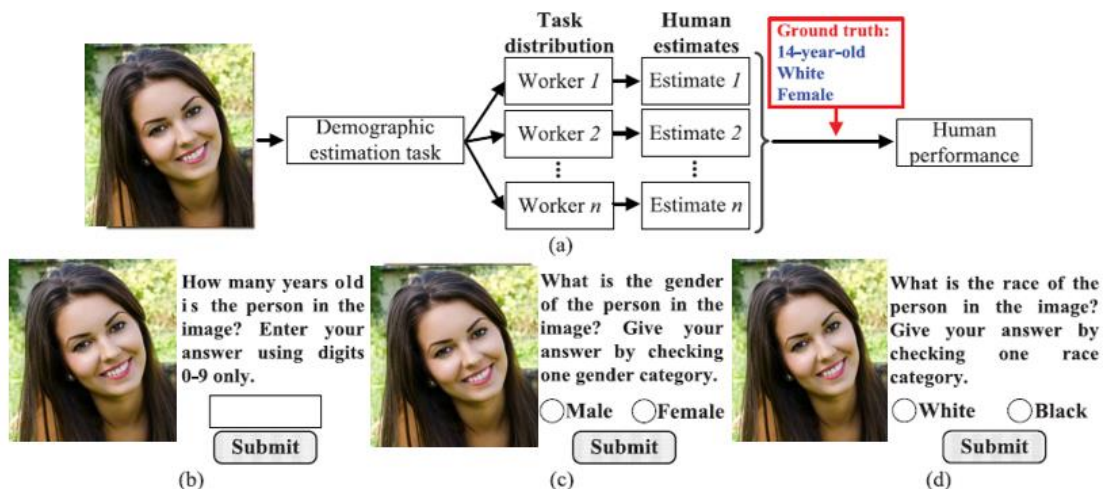 Task
distribution
Human
estimates
Ground truth:
14-year-old
White
Female
Demographic
estimation task
Worker 1
Estimate 1
Worker 2
Estimate 2
Worker n
Estimate n
Human
performance
(a)
How many years old
is the person in the
image? Enter your
answer using digits
0-9 only.
Submit
(b)
What is the gender
of the person in the
image? Give your
answer by checking
one gender category.
Male Female
Submit
(c)
What is the race of the
person in the image?
Give your answer by
checking one race
category.
White Black
Submit
(d)